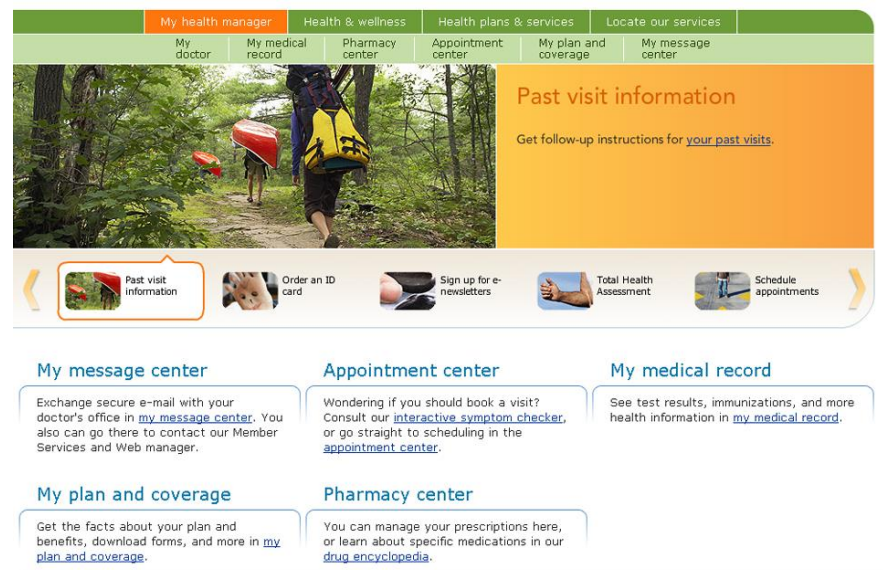 My health manager
Health & wellness
Health plans & services
Locate our services
My
doctor
My medical
record
Pharmacy
center
Appointment
center
My plan and
coverage
My message
center
Past visit information
Get follow-up instructions for your past visits.
Past visit
information
Order an ID
card
Sign up for e-
newsletters
Total Health
Assessment
Schedule
appointments
My message center
Exchange secure e-mail with your
doctor's office in my message center. You
also can go there to contact our Member
Services and Web manager.
Appointment center
Wondering if you should book a visit?
Consult our interactive symptom checker,
or go straight to scheduling in the
appointment center.
My medical record
See test results, immunizations, and more
health information in my medical record.
My plan and coverage
Get the facts about your plan and
benefits, download forms, and more in my
plan and coverage.
Pharmacy center
You can manage your prescriptions here,
or learn about specific medications in our
drug encyclopedia.